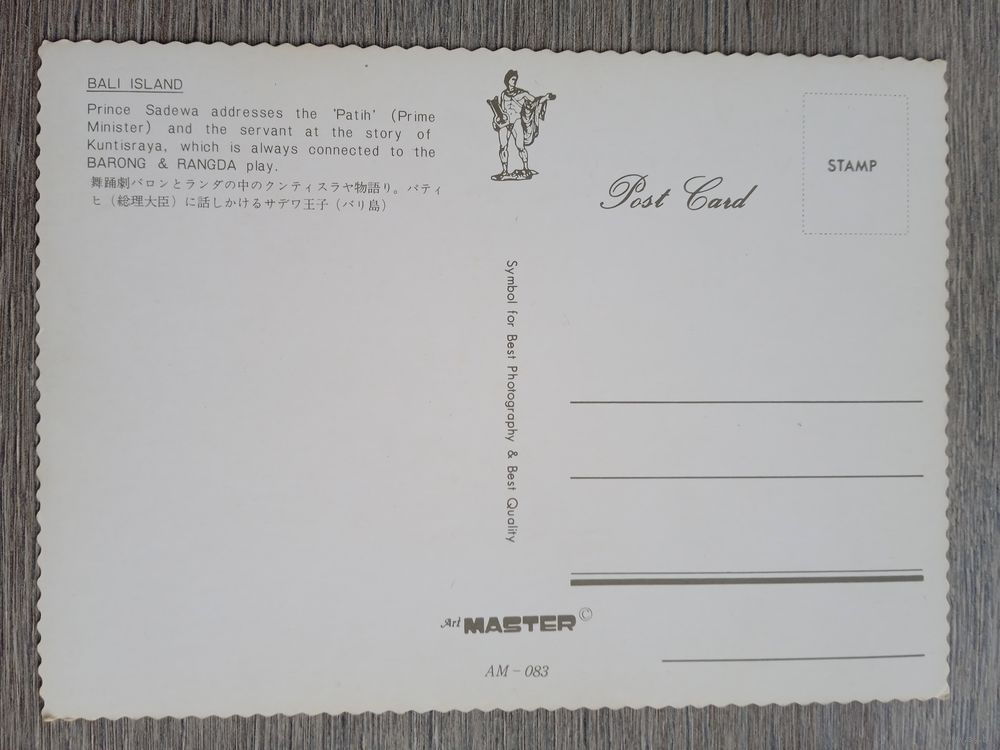 BALI ISLAND
Prince Sadewa addresses the 'Patih' (Prime
Minister) and the servant at the story of
Kuntisraya, which is always connected to the
BARONG & RANGDA play.
舞踊劇バロンとランダの中のクンティスラヤ物語り。パティ
ヒ（総理大臣）に話しかけるサデワ王子（バリ島）
Post Card
STAMP
Symbol for Best Photography & Best Quality
Art MASTER ©
AM - 083